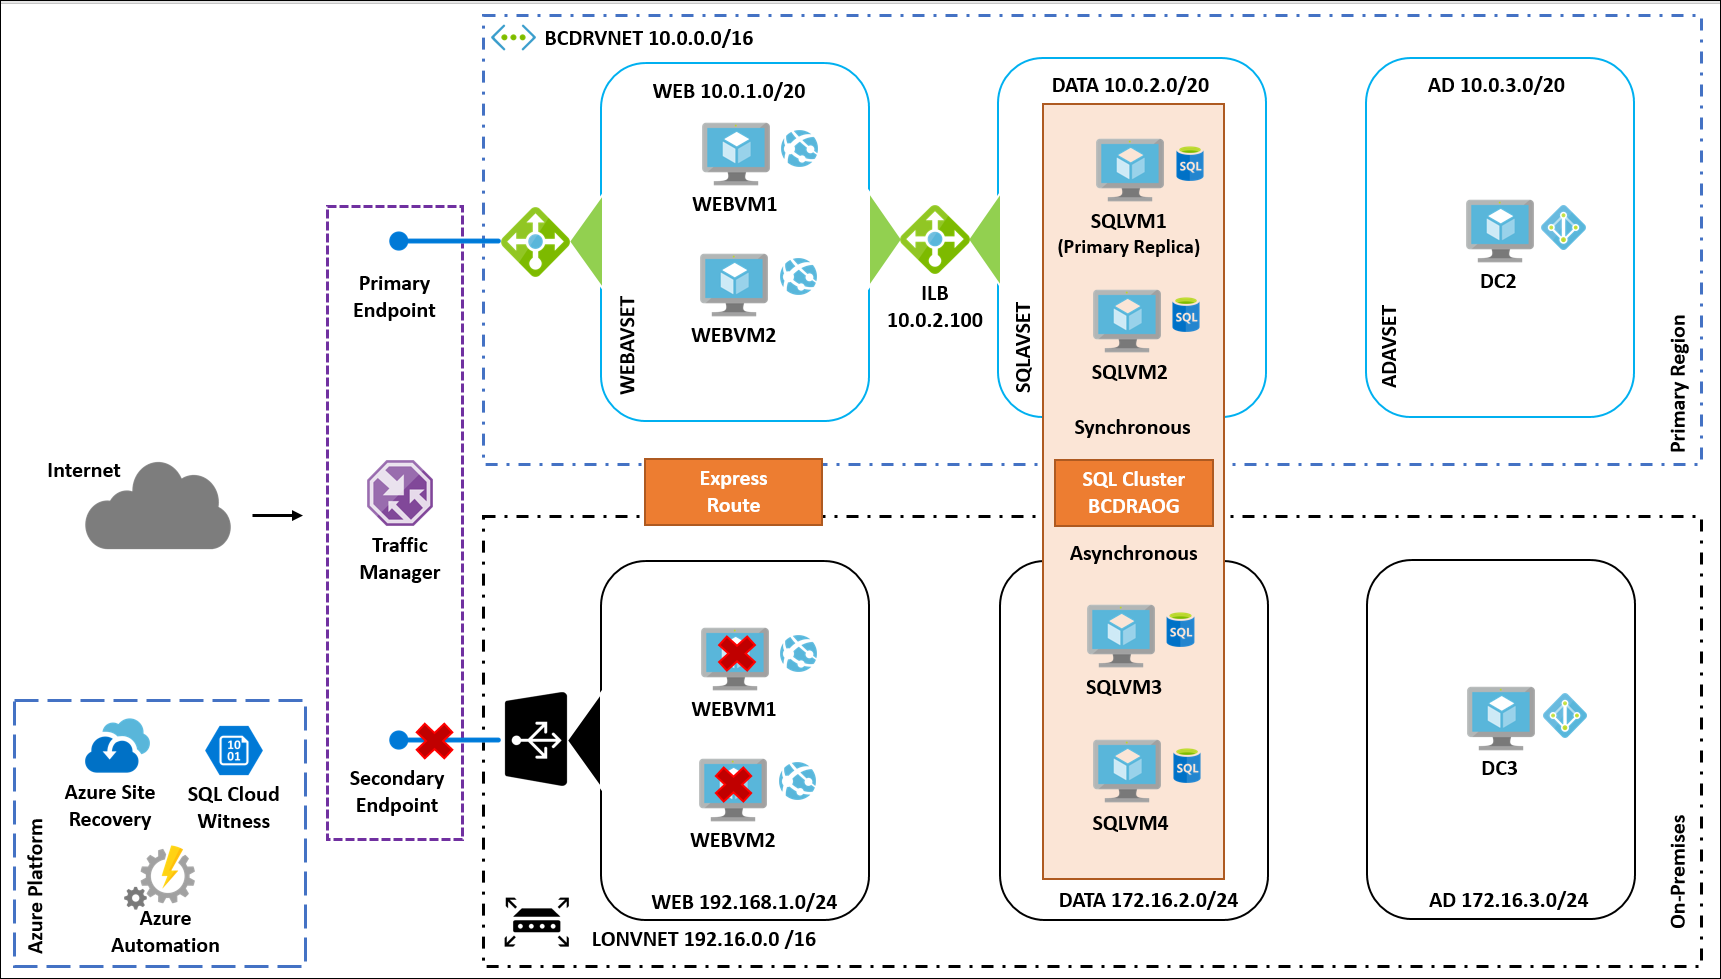 BCDRVNET 10.0.0.0/16
WEB 10.0.1.0/20
WEBVM1
WEBVM2
WEBAVSET
ILB
10.0.2.100
DATA 10.0.2.0/20
SQL
SQLVM1
(Primary Replica)
SQL
SQLVM2
SQLAVSET
Synchronous
AD 10.0.3.0/20
DC2
ADAVSET
Primary Region
Primary
Endpoint
Internet
Traffic
Manager
Secondary
Endpoint
Express
Route
SQL Cluster
BCDRAOG
Asynchronous
WEBVM1
WEBVM2
WEB 192.168.1.0/24
SQL
SQLVM3
SQL
SQLVM4
DATA 172.16.2.0/24
DC3
AD 172.16.3.0/24
On-Premises
LONVNET 192.16.0.0 /16
Azure Site
Recovery
10
01
SQL Cloud
Witness
Azure
Automation
Azure Platform